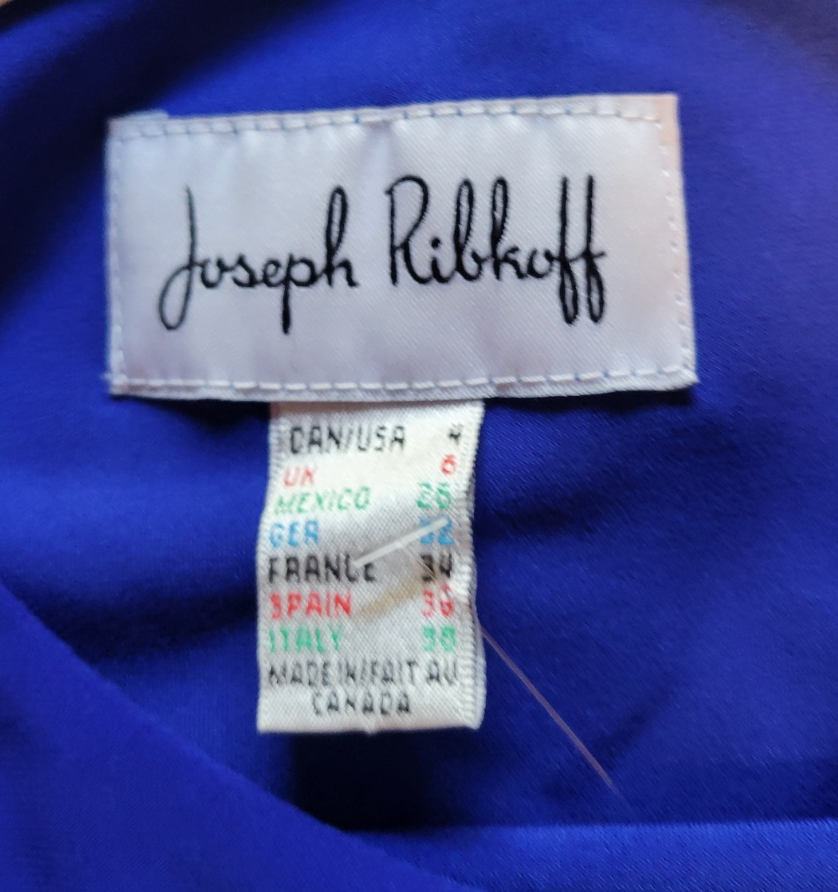 Joseph Ribkoff
CAN/USA 4
UK 6
MEXICO 26
GER 32
FRANCE 34
SPAIN 36
ITALY 38
MADE IN/FAIT AU
CANADA